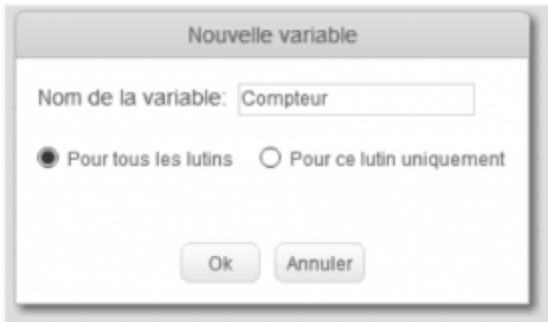 Nouvelle variable
Nom de la variable: Compteur
Pour tous les lutins Pour ce lutin uniquement
Ok Annuler